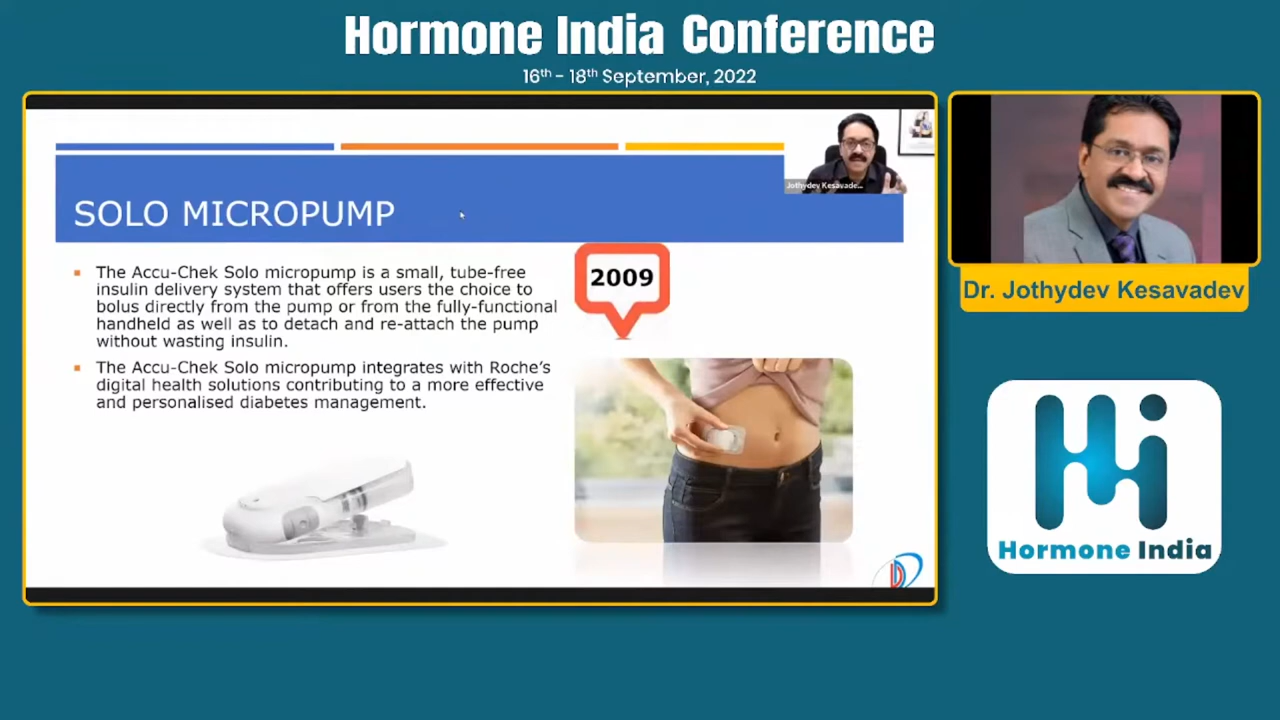 Hormone India Conference
16th - 18th September, 2022
Jothydev Kesavade...
SOLO MICROPUMP
The Accu-Chek Solo micropump is a small, tube-free
insulin delivery system that offers users the choice to
bolus directly from the pump or from the fully-functional
handheld as well as to detach and re-attach the pump
without wasting insulin.
The Accu-Chek Solo micropump integrates with Roche's
digital health solutions contributing to a more effective
and personalised diabetes management.
2009
Dr. Jothydev Kesavadev
Hormone India